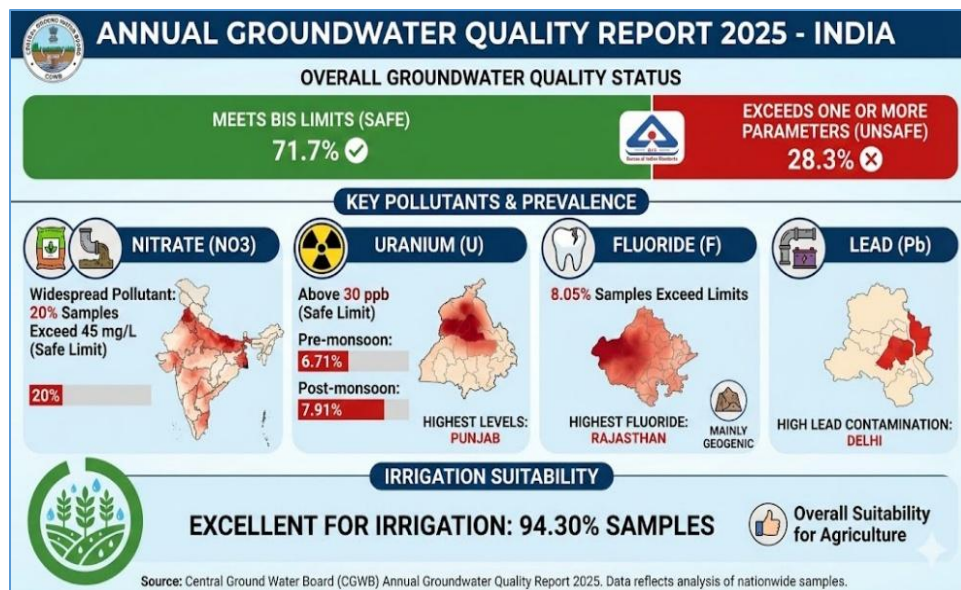 ANNUAL GROUNDWATER QUALITY REPORT 2025 - INDIA
CGWB
OVERALL GROUNDWATER QUALITY STATUS
MEETS BIS LIMITS (SAFE)
71.7%
Bureau of Indian Standards
EXCEEDS ONE OR MORE
PARAMETERS (UNSAFE)
28.3%
KEY POLLUTANTS & PREVALENCE
NITRATE (NO3)
Widespread Pollutant:
20% Samples
Exceed 45 mg/L
(Safe Limit)
20%
URANIUM (U)
Above 30 ppb
(Safe Limit)
Pre-monsoon:
6.71%
Post-monsoon:
7.91%
HIGHEST LEVELS:
PUNJAB
FLUORIDE (F)
8.05% Samples Exceed Limits
HIGHEST FLUORIDE:
RAJASTHAN
MAINLY
GEOGENIC
LEAD (Pb)
HIGH LEAD CONTAMINATION:
DELHI
IRRIGATION SUITABILITY
EXCELLENT FOR IRRIGATION: 94.30% SAMPLES
Overall Suitability
for Agriculture
Source: Central Ground Water Board (CGWB) Annual Groundwater Quality Report 2025. Data reflects analysis of nationwide samples.